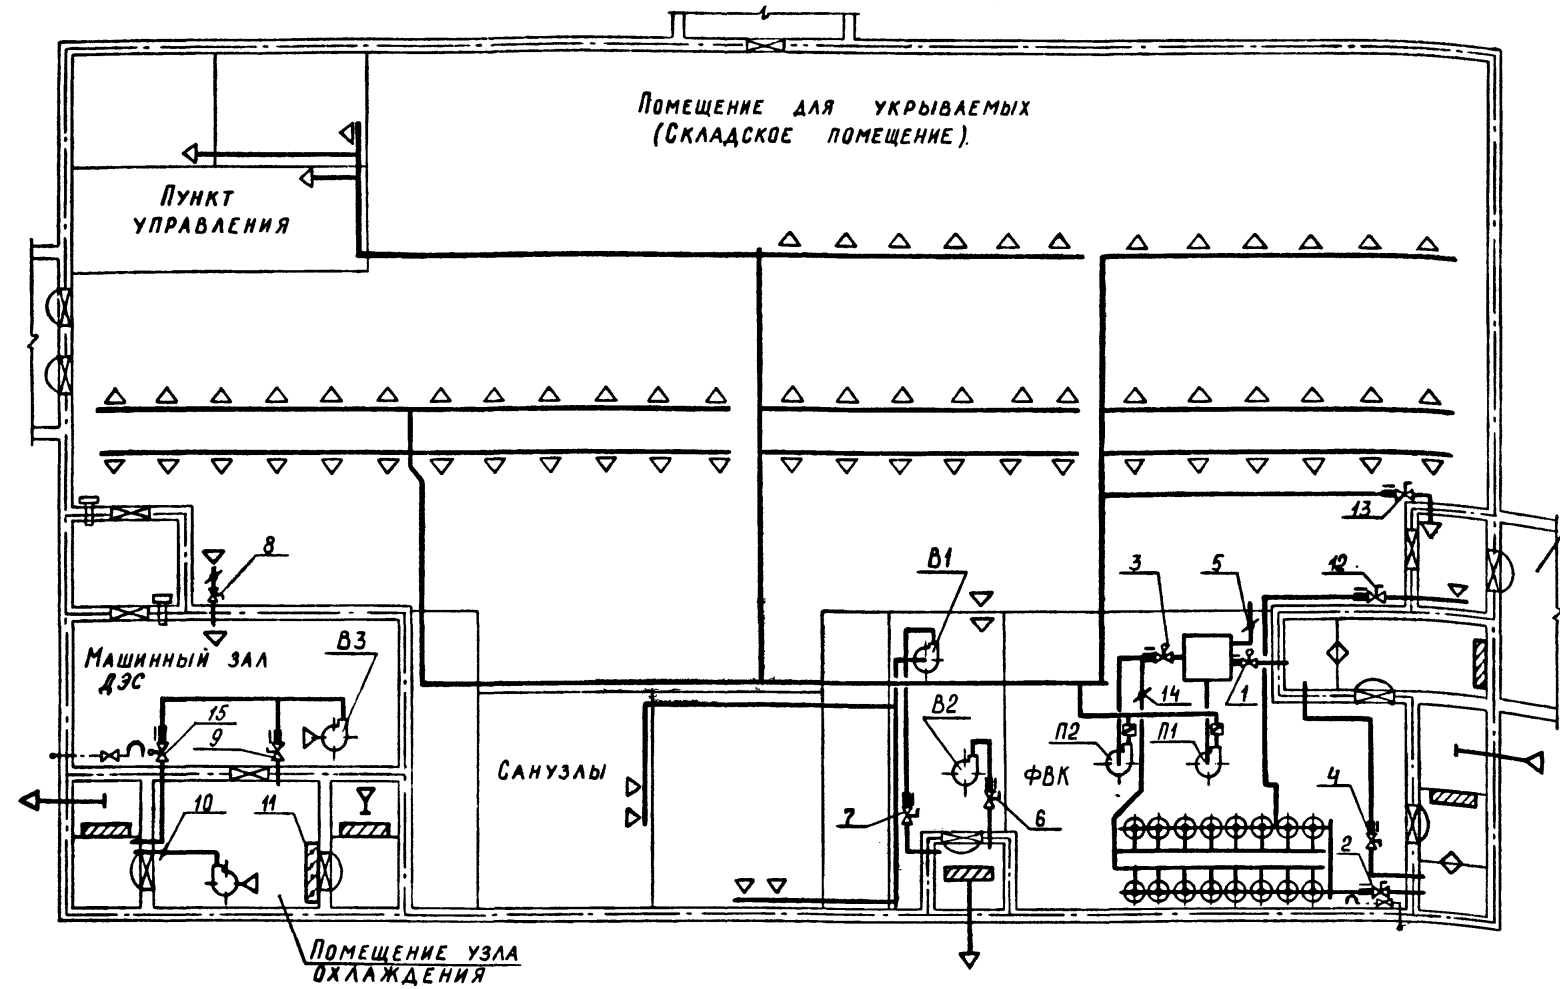 Помещение для укрываемых
(Складское помещение).
Пункт
управления
13
8
В1
3
5
12
Машинный зал
ДЭС
В3
15
9
14
1
В2
П2
П1
Санузлы
ФВК
10
11
7
6
4
2
Помещение узла
охлаждения